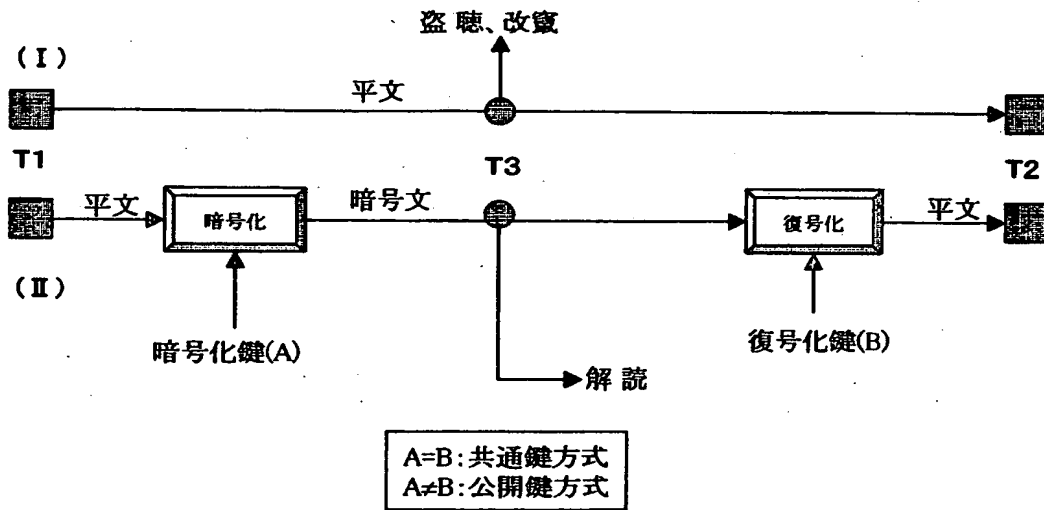 盗聴、改竄
(Ⅰ)
平文
T1
T3
T2
平文
暗号化
暗号文
復号化
平文
(Ⅱ)
暗号化鍵(A)
復号化鍵(B)
解読
A=B:共通鍵方式
A≠B:公開鍵方式